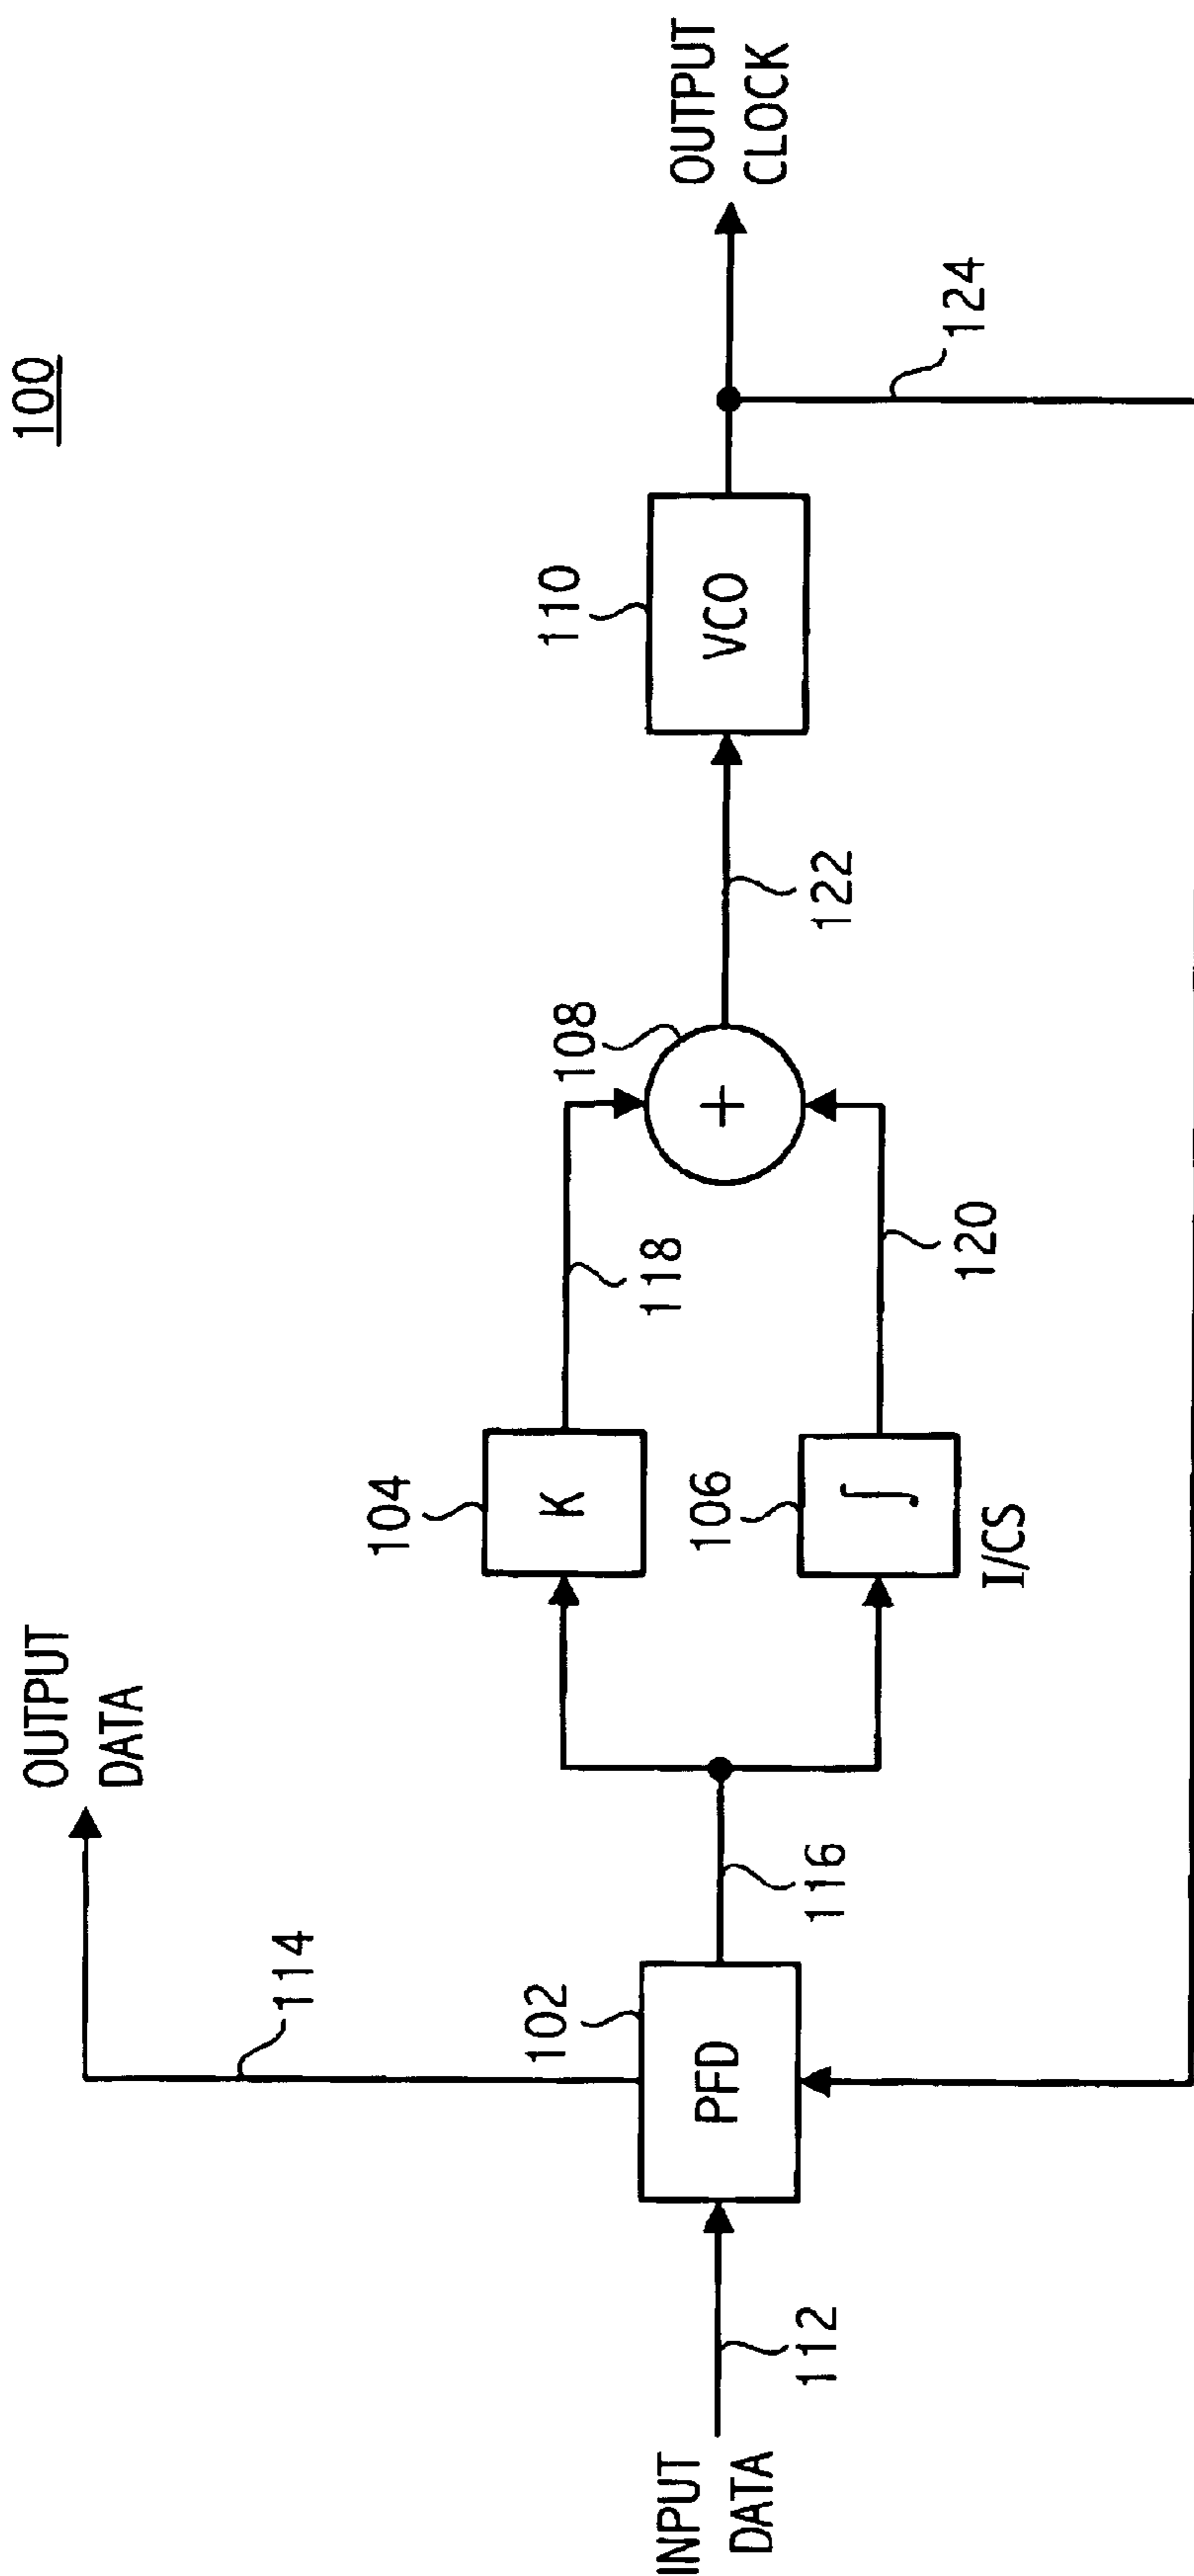 100
OUTPUT
DATA
114
104
K
118
108
110
OUTPUT
CLOCK
102
PFD
INPUT
DATA
112
116
+
122
VCO
106
∫
I/CS
120
124